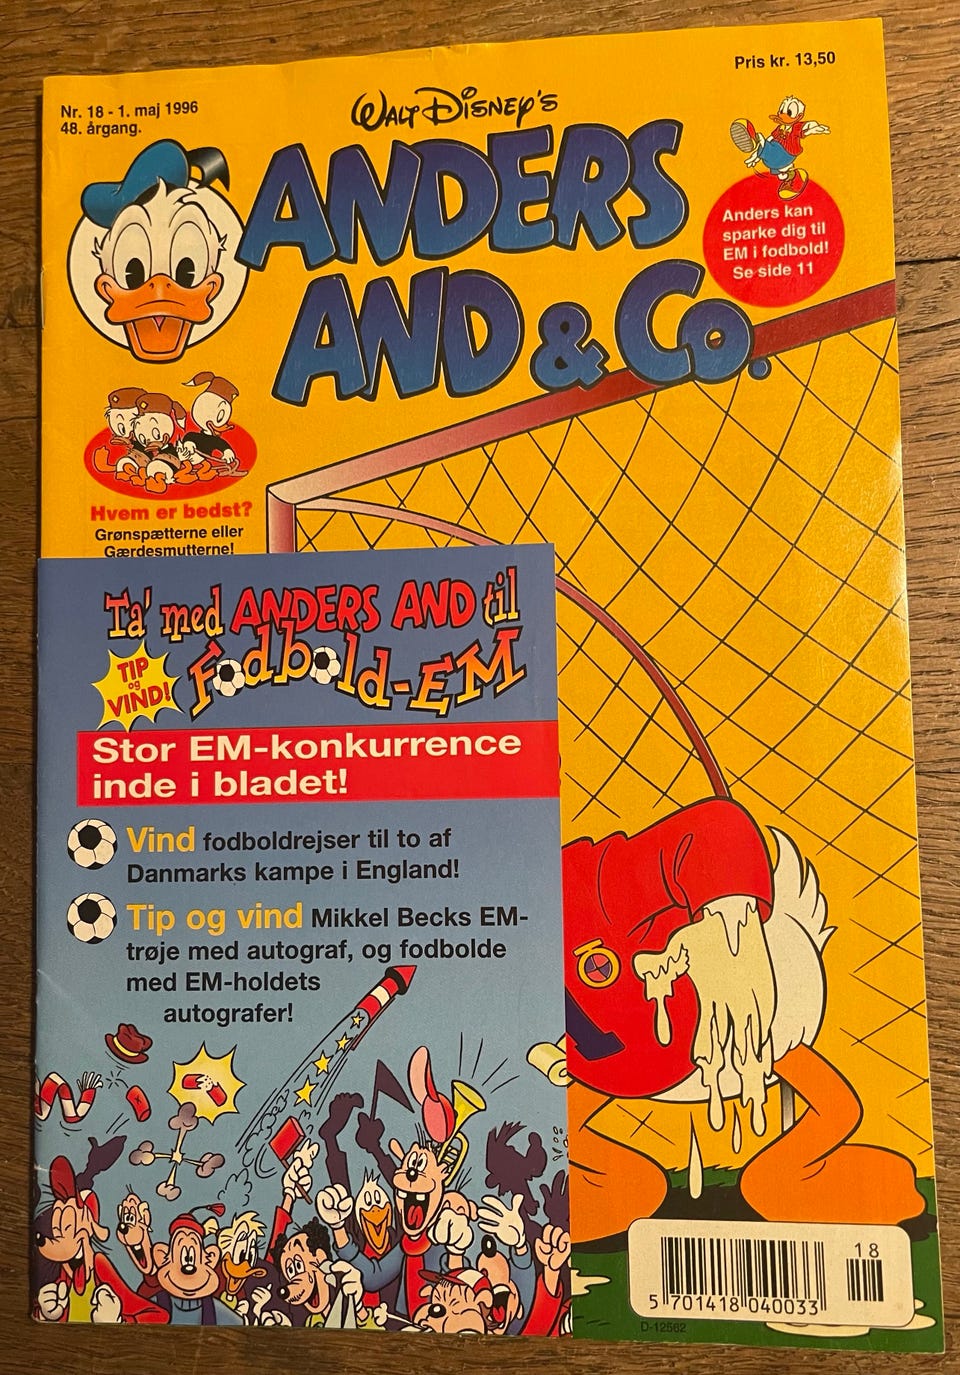 Nr. 18 - 1. maj 1996
48. årgang.
Pris kr. 13,50
WALT DISNEY'S
ANDERS
AND & Co.
Anders kan
sparke dig til
EM i fodbold!
Se side 11
Hvem er bedst?
Grønspætterne eller
Gærdesmutterne!
Ta' med ANDERS AND til
Fodbold-EM
TIP
og
VIND!
Stor EM-konkurrence
inde i bladet!
Vind fodboldrejser til to af
Danmarks kampe i England!
Tip og vind Mikkel Becks EM-
trøje med autograf, og fodbolde
med EM-holdets
autografer!
18
5 701418 040033
D-12562